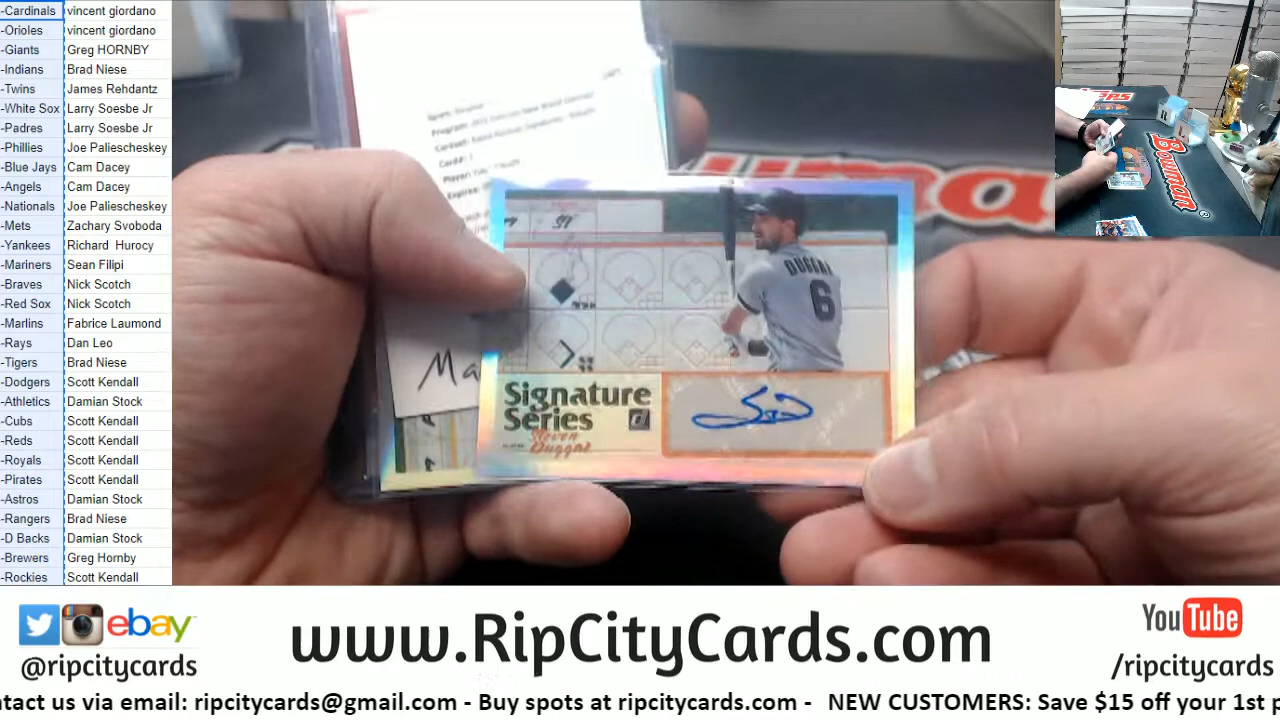 -Cardinals vincent giordano
-Orioles vincent giordano
-Giants Greg HORNBY
-Indians Brad Niese
-Twins James Rehdantz
-White Sox Larry Soesbe Jr
-Padres Larry Soesbe Jr
-Phillies Joe Paliescheskey
-Blue Jays Cam Dacey
-Angels Cam Dacey
-Nationals Joe Paliescheskey
-Mets Zachary Svoboda
-Yankees Richard Hurocy
-Mariners Sean Filipi
-Braves Nick Scotch
-Red Sox Nick Scotch
-Marlins Fabrice Laumond
-Rays Dan Leo
-Tigers Brad Niese
-Dodgers Scott Kendall
-Athletics Damian Stock
-Cubs Scott Kendall
-Reds Scott Kendall
-Royals Scott Kendall
-Pirates Scott Kendall
-Astros Damian Stock
-Rangers Brad Niese
-D Backs Damian Stock
-Brewers Greg Hornby
-Rockies Scott Kendall
Ma
DUGGAR
6
Signature
Series
Steven
Duggar
Bowman
ebay
@ripcitycards
www.RipCityCards.com
YouTube
/ripcitycards
ntact us via email: ripcitycards@gmail.com - Buy spots at ripcitycards.com - NEW CUSTOMERS: Save $15 off your 1st p